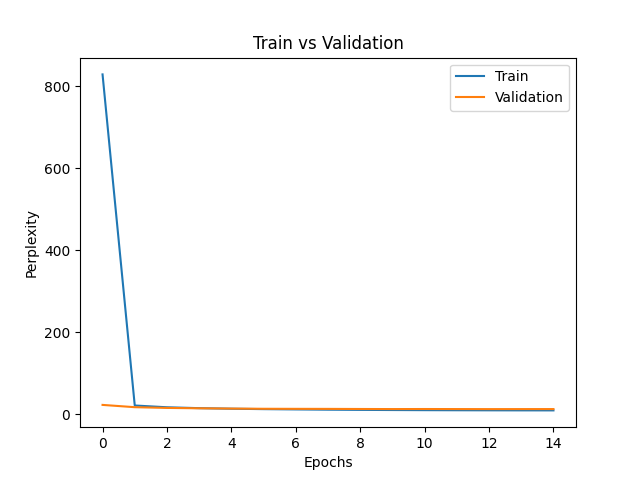 Train vs Validation
Train
Validation
Perplexity
800
600
400
200
0
0 2 4 6 8 10 12 14
Epochs